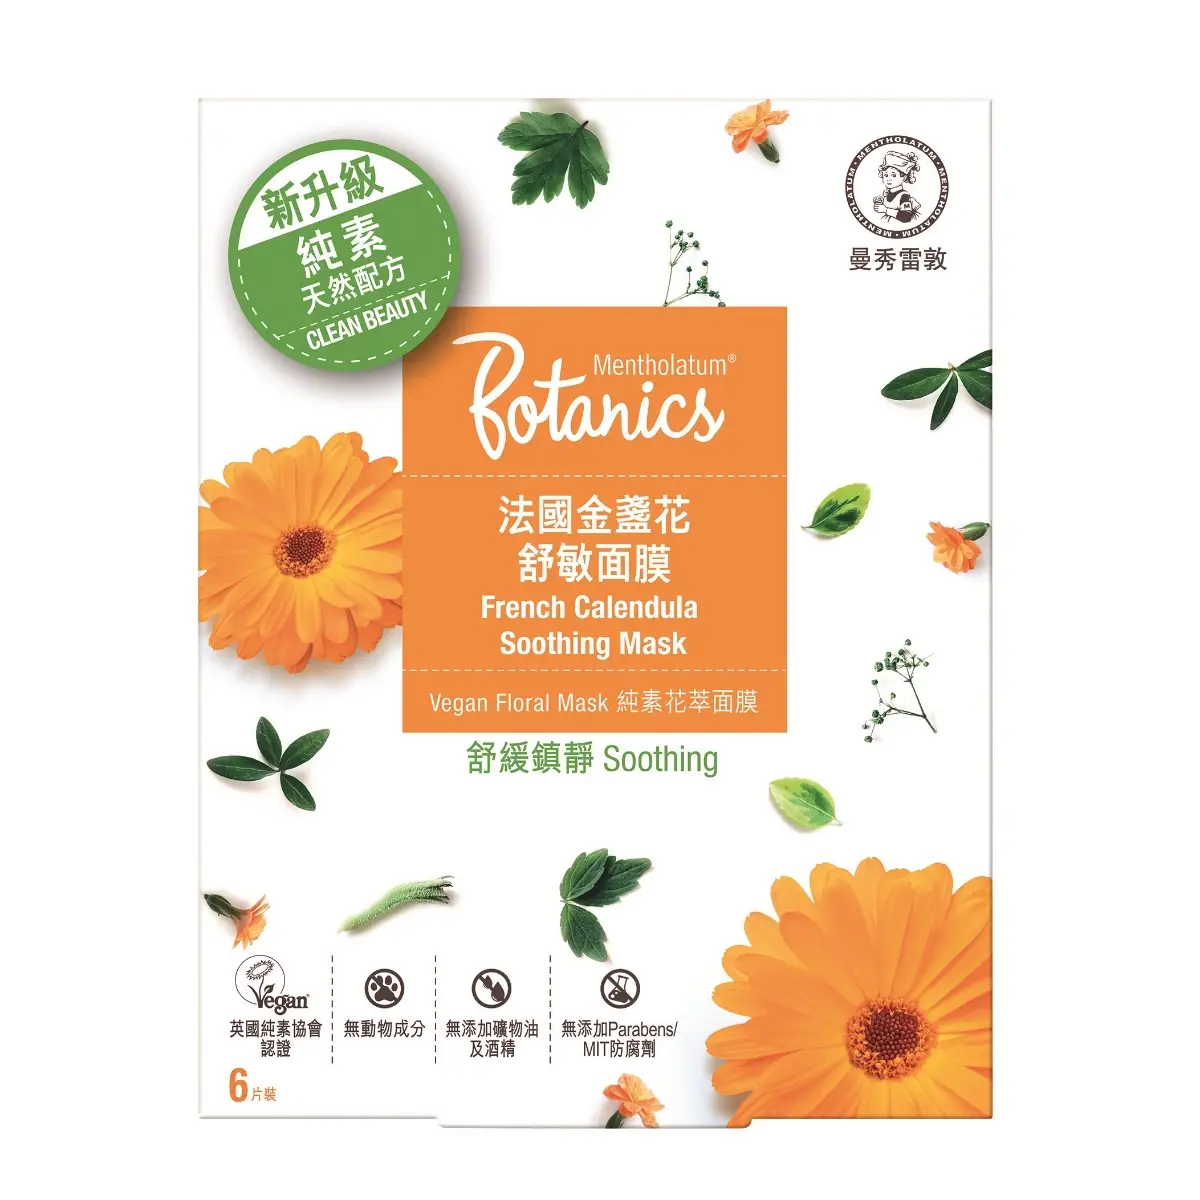 新升級
純素
天然配方
CLEAN BEAUTY
MENTHOLATUM · MENTHOLATUM · MENTHOLATUM
曼秀雷敦
Mentholatum®
Botanics
法國金盞花
舒敏面膜
French Calendula
Soothing Mask
Vegan Floral Mask 純素花萃面膜
舒緩鎮靜 Soothing
Vegan
英國純素協會
認證
無動物成分
無添加礦物油
及酒精
無添加Parabens/
MIT防腐劑
6片裝